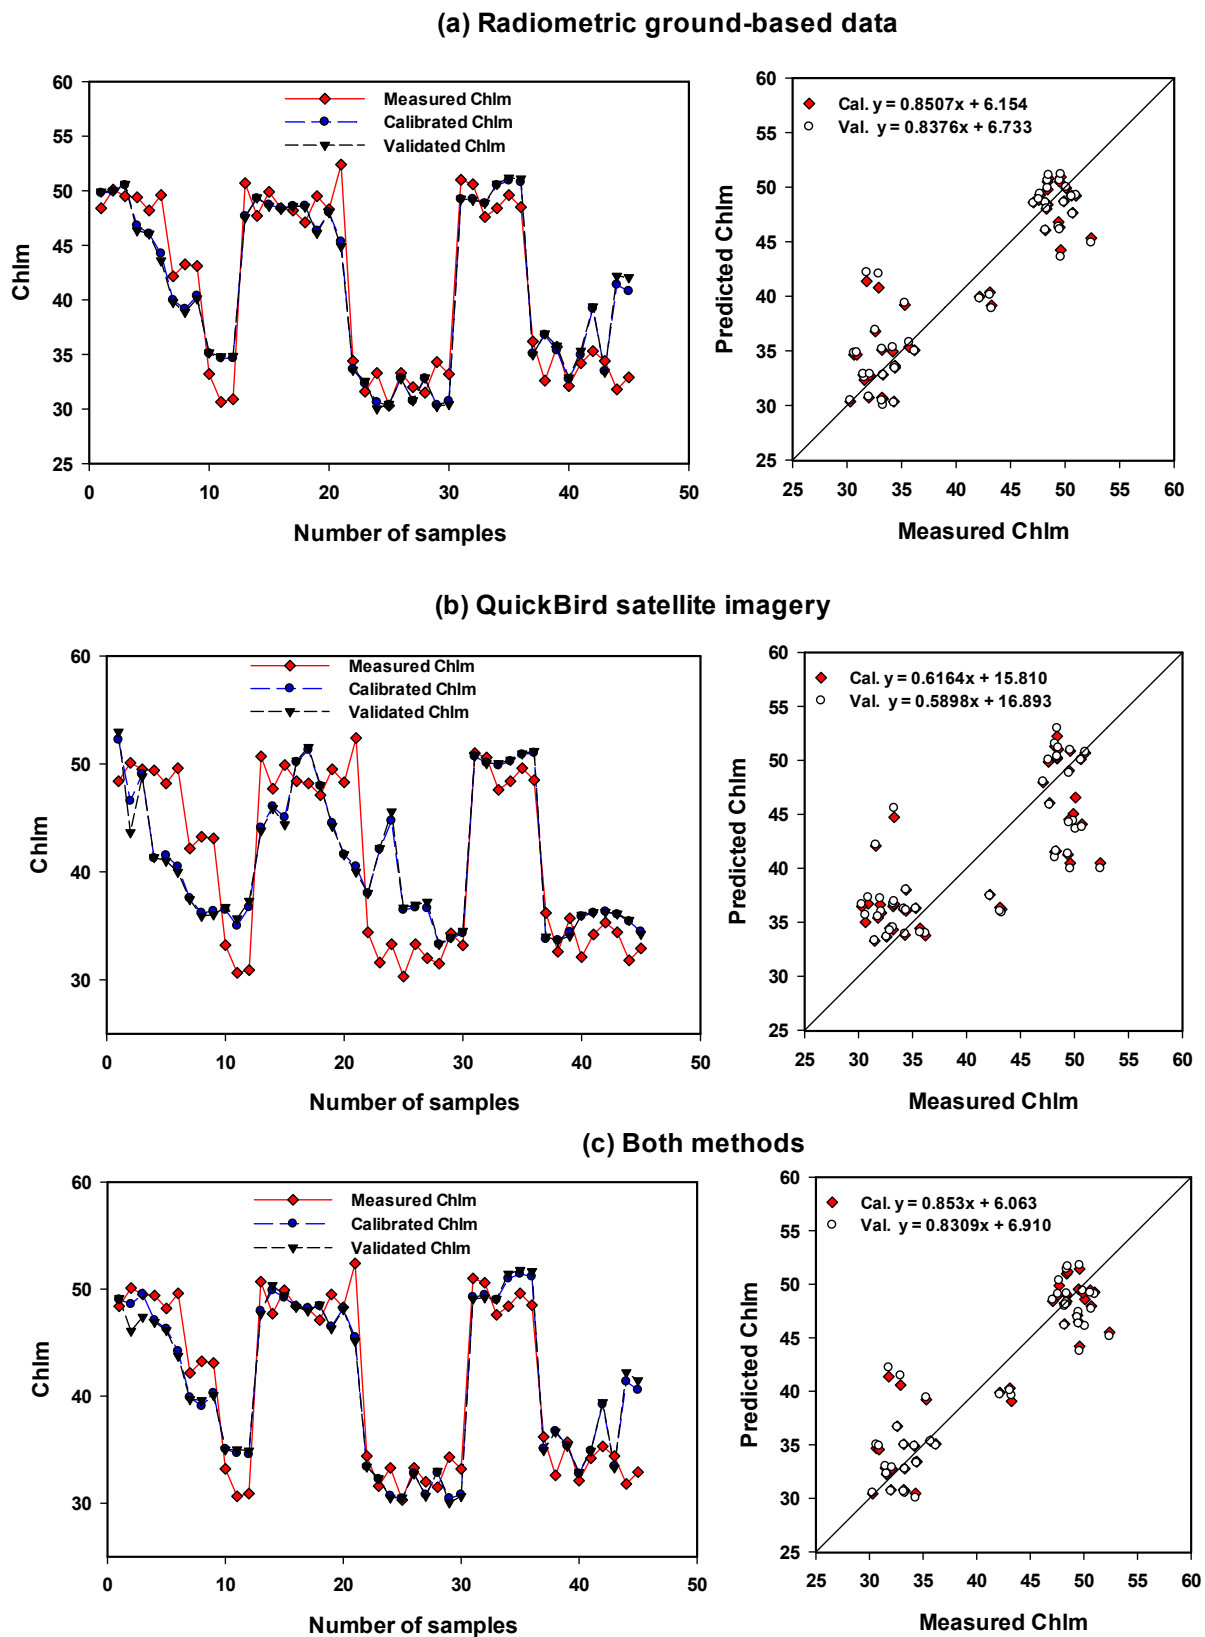 (a) Radiometric ground-based data
60
55
50
45
40
35
30
25
Chlm
Measured Chlm
Calibrated Chlm
Validated Chlm
0 10 20 30 40 50
Number of samples
60
55
50
45
40
35
30
25
Predicted Chlm
Cal. y = 0.8507x + 6.154
Val. y = 0.8376x + 6.733
25 30 35 40 45 50 55 60
Measured Chlm
(b) QuickBird satellite imagery
60
50
40
30
Chlm
Measured Chlm
Calibrated Chlm
Validated Chlm
0 10 20 30 40 50
Number of samples
60
55
50
45
40
35
30
25
Predicted Chlm
Cal. y = 0.6164x + 15.810
Val. y = 0.5898x + 16.893
25 30 35 40 45 50 55 60
Measured Chlm
(c) Both methods
60
50
40
30
Chlm
Measured Chlm
Calibrated Chlm
Validated Chlm
0 10 20 30 40 50
Number of samples
60
55
50
45
40
35
30
25
Predicted Chlm
Cal. y = 0.853x + 6.063
Val. y = 0.8309x + 6.910
25 30 35 40 45 50 55 60
Measured Chlm